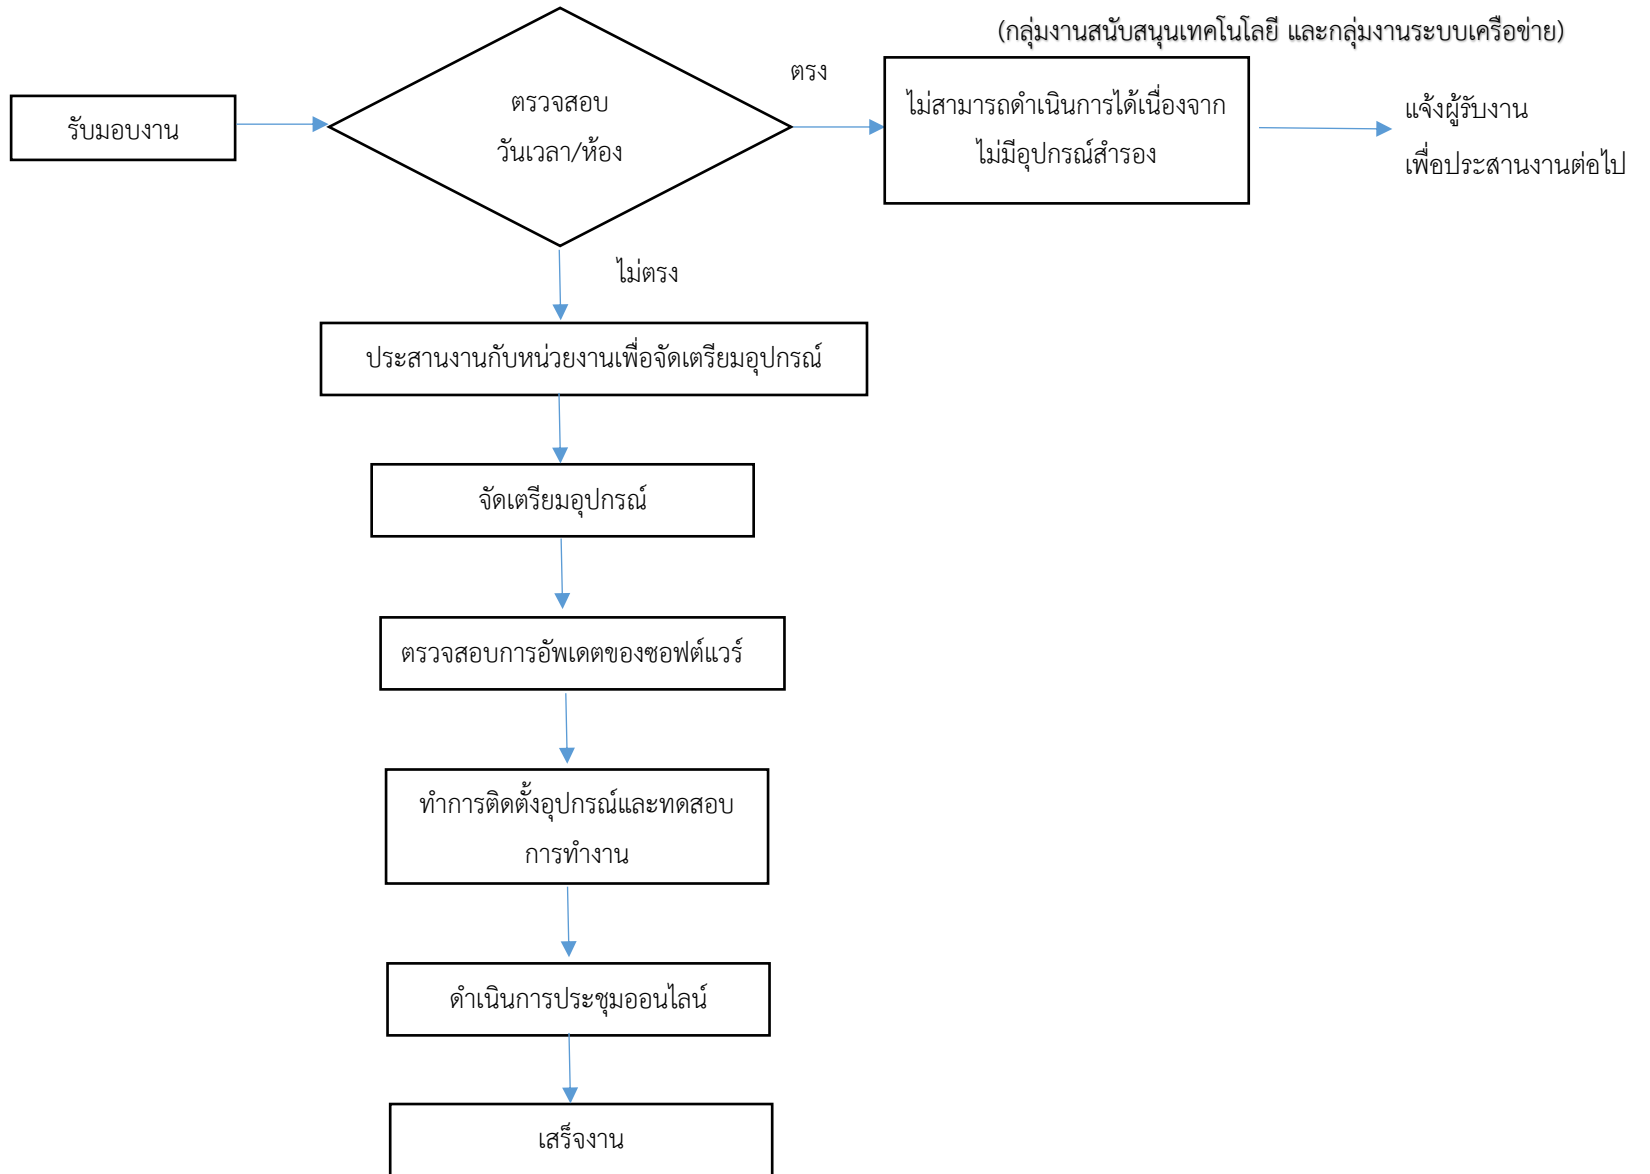 (กลุ่มงานสนับสนุนเทคโนโลยี และกลุ่มงานระบบเครือข่าย)
รับมอบงาน
ตรวจสอบ
วันเวลา/ห้อง
ตรง
ไม่สามารถดำเนินการได้เนื่องจาก
ไม่มีอุปกรณ์สำรอง
แจ้งผู้รับงาน
เพื่อประสานงานต่อไป
ไม่ตรง
ประสานงานกับหน่วยงานเพื่อจัดเตรียมอุปกรณ์
จัดเตรียมอุปกรณ์
ตรวจสอบการอัพเดตของซอฟต์แวร์
ทำการติดตั้งอุปกรณ์และทดสอบ
การทำงาน
ดำเนินการประชุมออนไลน์
เสร็จงาน